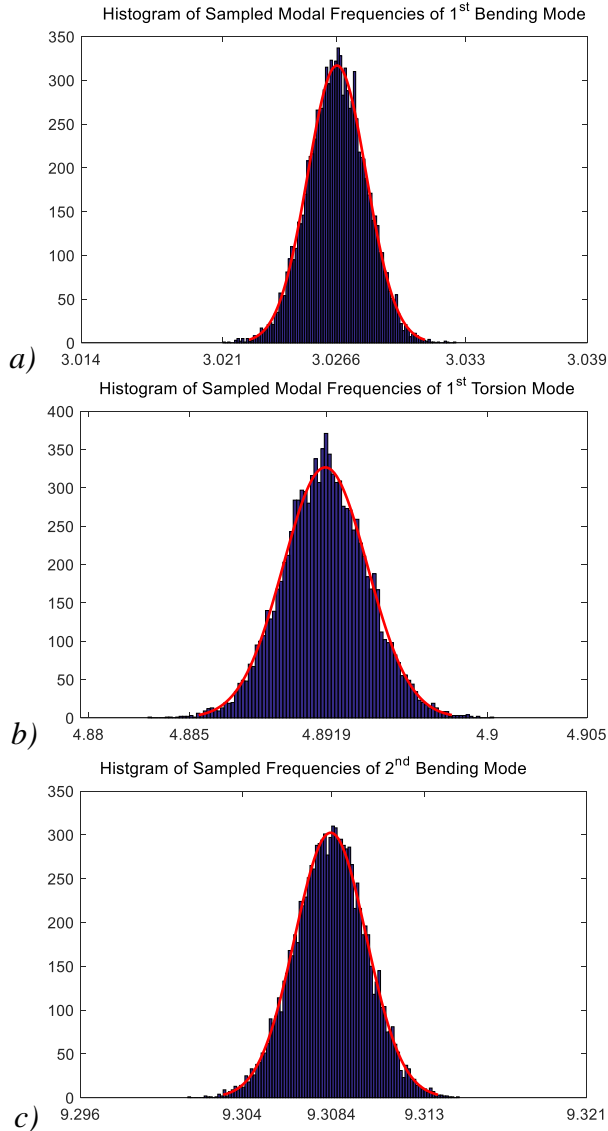 Histogram of Sampled Modal Frequencies of 1st Bending Mode
350
300
250
200
150
100
50
0
3.014 3.021 3.0266 3.033 3.039
a)
Histogram of Sampled Modal Frequencies of 1st Torsion Mode
400
350
300
250
200
150
100
50
0
4.88 4.885 4.8919 4.9 4.905
b)
Histgram of Sampled Frequencies of 2nd Bending Mode
350
300
250
200
150
100
50
0
9.296 9.304 9.3084 9.313 9.321
c)